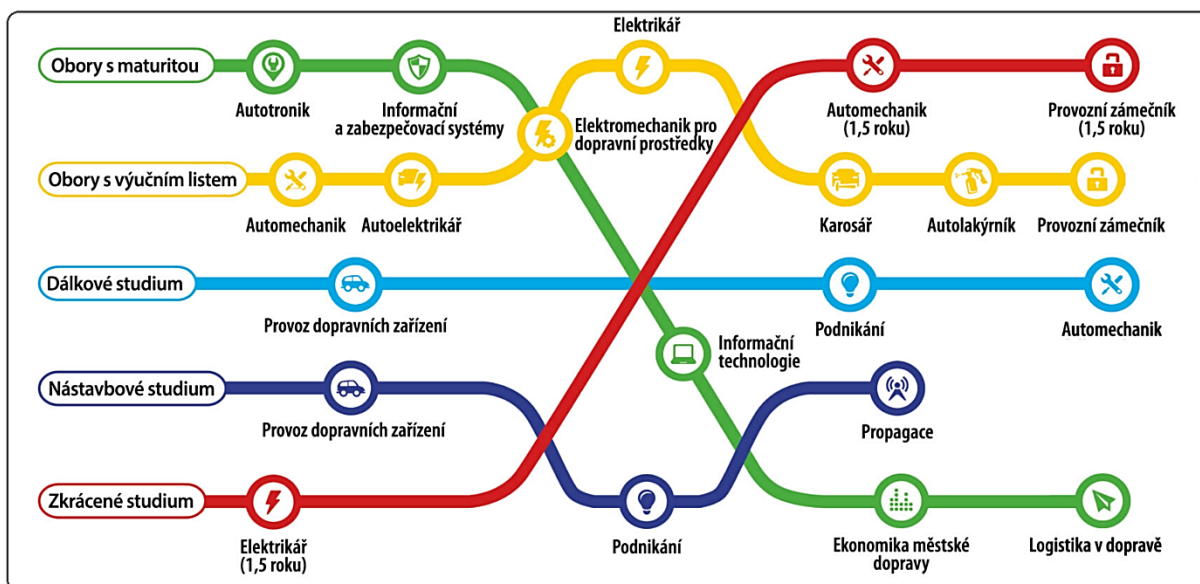 Elektrikář
Obory s maturitou
Autotronik
Informační
a zabezpečovací systémy
Elektromechanik pro
dopravní prostředky
Automechanik
(1,5 roku)
Provozní zámečník
(1,5 roku)
Obory s výučním listem
Automechanik
Autoelektrikář
Karosář
Autolakýrník
Provozní zámečník
Dálkové studium
Provoz dopravních zařízení
Podnikání
Automechanik
Informační
technologie
Nástavbové studium
Provoz dopravních zařízení
Propagace
Zkrácené studium
Elektrikář
(1,5 roku)
Podnikání
Ekonomika městské
dopravy
Logistika v dopravě